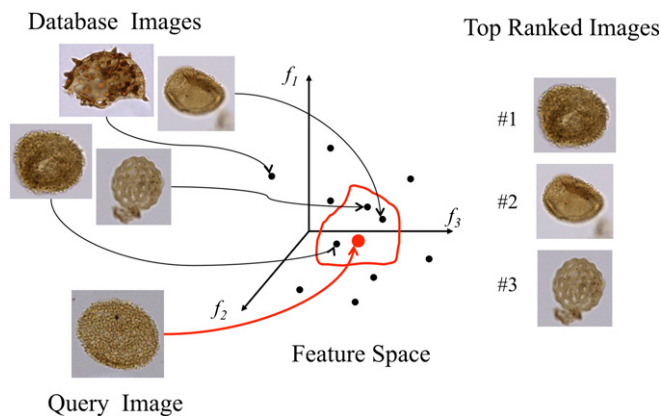 Database Images
Top Ranked Images
f1
#1
#2
f3
#3
f2
Feature Space
Query Image